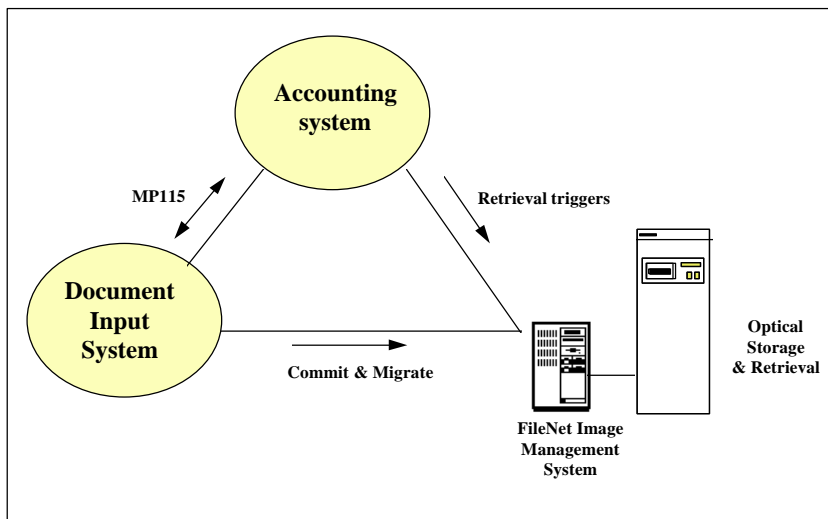 Accounting
system
MP115
Retrieval triggers
Document
Input
System
Commit & Migrate
Optical
Storage
& Retrieval
FileNet Image
Management
System